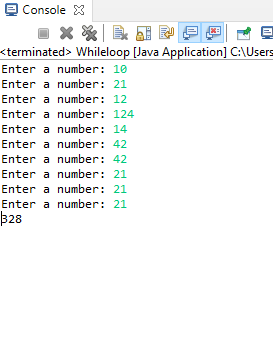 Console
<terminated> Whileloop [Java Application] C:\Users
Enter a number: 10
Enter a number: 21
Enter a number: 12
Enter a number: 124
Enter a number: 14
Enter a number: 42
Enter a number: 42
Enter a number: 21
Enter a number: 21
Enter a number: 21
328